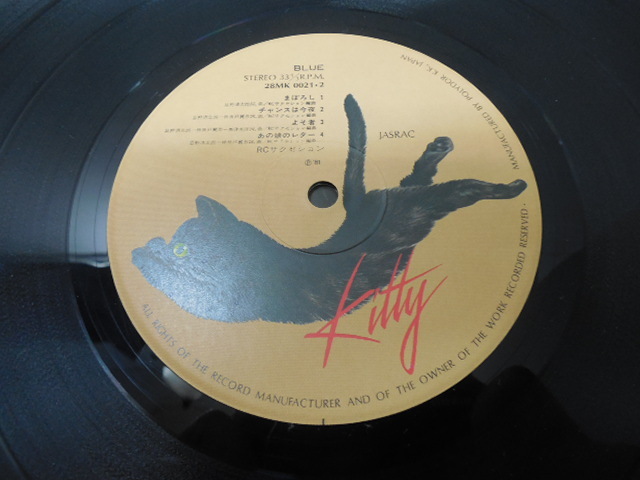 BLUE
STEREO 33⅓R.P.M.
28MK 0021-2
まぼろし 1
チャンスは今夜 2
よそ者 3
あの娘のレター 4
RCサクセション
Ⓟ'81
JASRAC
Kitty
MANUFACTURED BY POLYDOR K.K. JAPAN
ALL RIGHTS OF THE RECORD MANUFACTURER AND OF THE OWNER OF THE WORK RECORDED RESERVED -